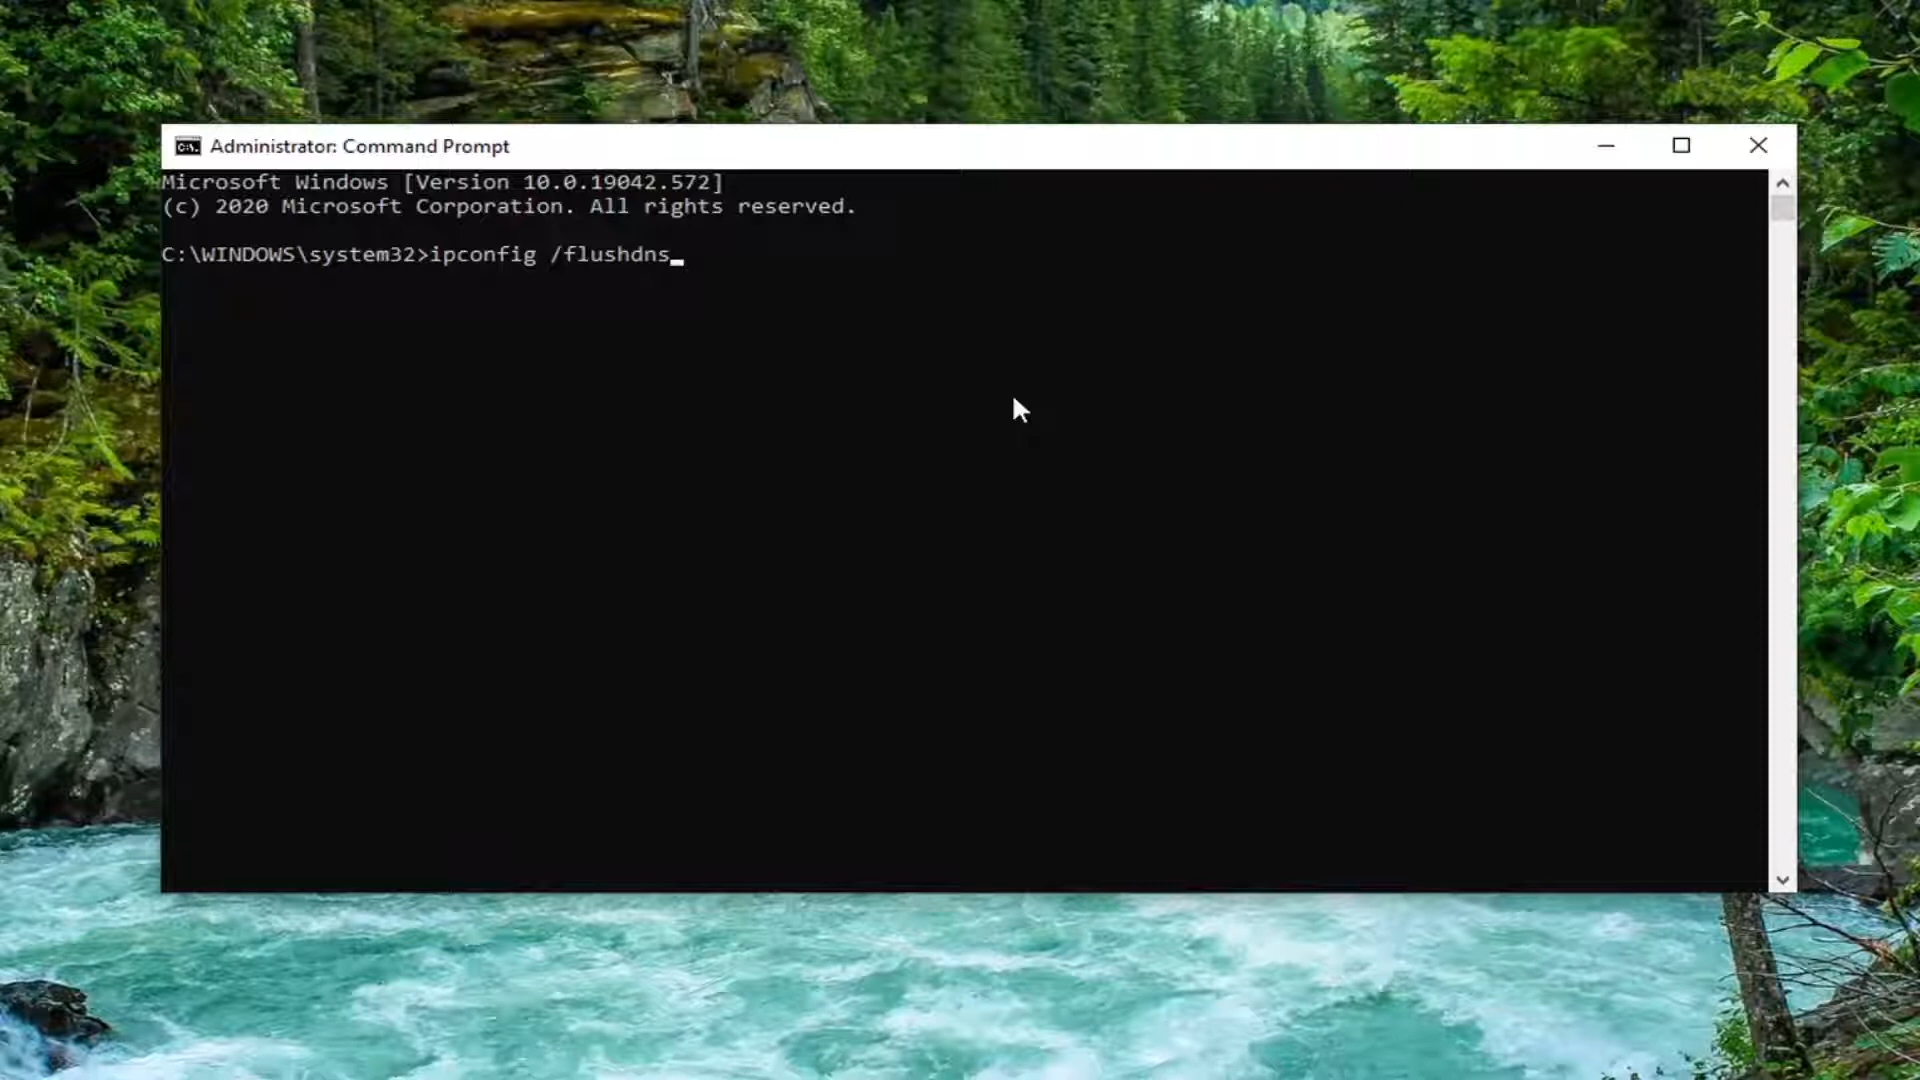 Administrator: Command Prompt
Microsoft Windows [Version 10.0.19042.572]
(c) 2020 Microsoft Corporation. All rights reserved.
C:\WINDOWS\system32>ipconfig /flushdns